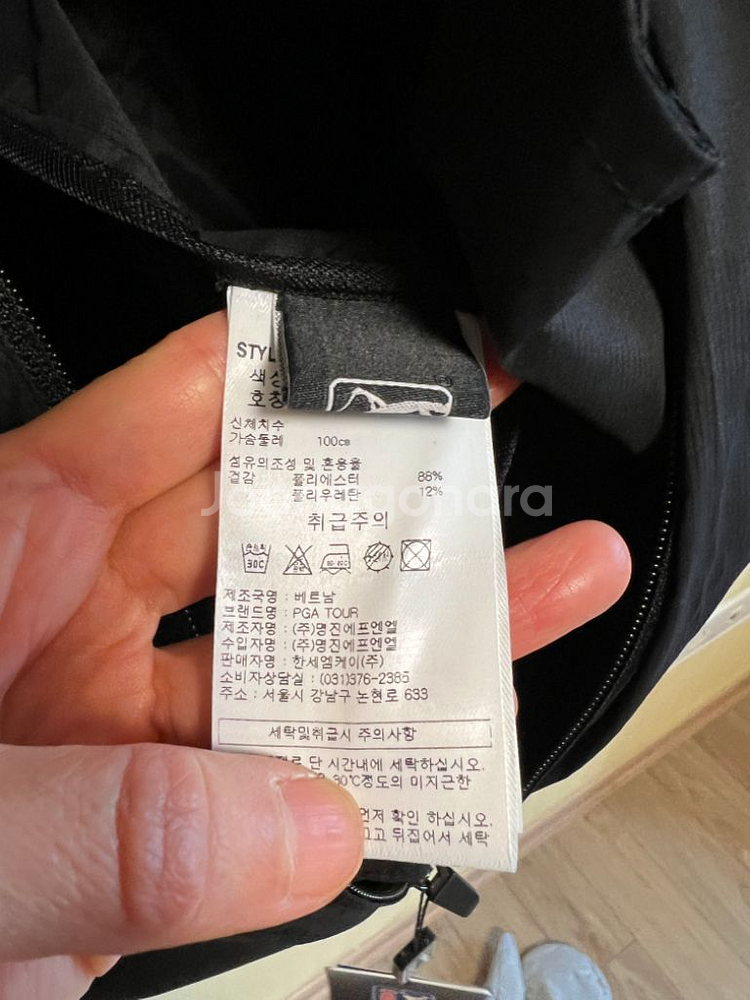 STYL
색상
호칭
신체치수
가슴둘레 100cm
섬유의조성 및 혼용율
겉감 폴리에스터 88%
폴리우레탄 12%
취급주의
30C
제조국명 : 베트남
브랜드명 : PGA TOUR
제조자명 : (주)명진에프엔엘
수입자명 : (주)명진에프엔엘
판매자명 : 한세엠케이(주)
소비자상담실 : (031)376-2385
주소 : 서울시 강남구 논현로 633
세탁및취급시 주의사항
단 시간내에 세탁하십시오.
30℃정도의 미지근한
먼저 확인 하십시오.
고 뒤집어서 세탁
Joonggonara